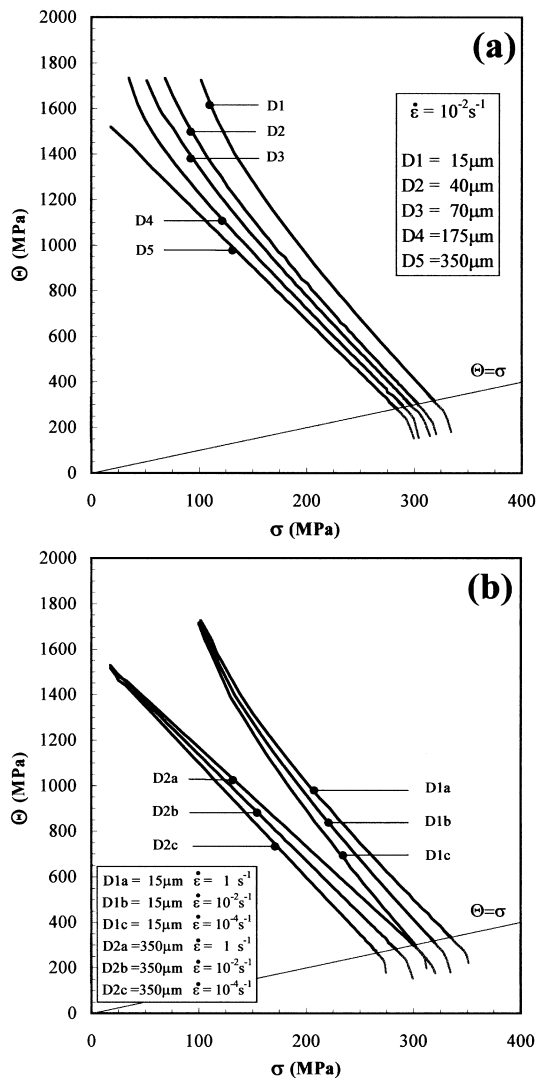 2000
(a)
1800
D1
1600
ε̇ = 10⁻²s⁻¹
D2
D3
1400
D1 = 15μm
D2 = 40μm
1200
D3 = 70μm
D4
D4 =175μm
D5
D5 =350μm
1000
Θ (MPa)
800
600
Θ=σ
400
200
0
0 100 200 300 400
σ (MPa)
2000
(b)
1800
1600
1400
1200
Θ (MPa)
1000
D2a
D1a
D2b
D1b
800
D2c
D1c
600
D1a = 15μm ε̇ = 1 s⁻¹
D1b = 15μm ε̇ = 10⁻²s⁻¹
D1c = 15μm ε̇ = 10⁻⁴s⁻¹
D2a =350μm ε̇ = 1 s⁻¹
D2b =350μm ε̇ = 10⁻²s⁻¹
D2c =350μm ε̇ = 10⁻⁴s⁻¹
Θ=σ
400
200
0
0 100 200 300 400
σ (MPa)